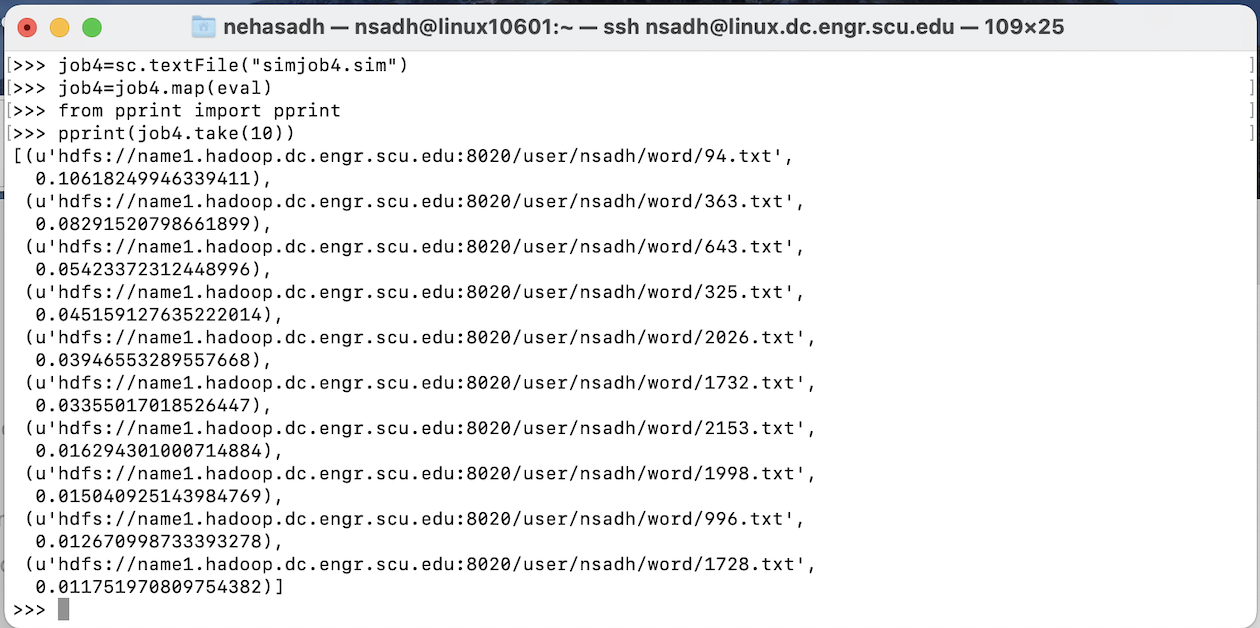 nehasadh — nsadh@linux10601:~ — ssh nsadh@linux.dc.engr.scu.edu — 109×25
[>>> job4=sc.textFile("simjob4.sim") ]
[>>> job4=job4.map(eval) ]
[>>> from pprint import pprint ]
[>>> pprint(job4.take(10)) ]
[(u'hdfs://name1.hadoop.dc.engr.scu.edu:8020/user/nsadh/word/94.txt',
  0.10618249946339411),
 (u'hdfs://name1.hadoop.dc.engr.scu.edu:8020/user/nsadh/word/363.txt',
  0.08291520798661899),
 (u'hdfs://name1.hadoop.dc.engr.scu.edu:8020/user/nsadh/word/643.txt',
  0.05423372312448996),
 (u'hdfs://name1.hadoop.dc.engr.scu.edu:8020/user/nsadh/word/325.txt',
  0.045159127635222014),
 (u'hdfs://name1.hadoop.dc.engr.scu.edu:8020/user/nsadh/word/2026.txt',
  0.03946553289557668),
 (u'hdfs://name1.hadoop.dc.engr.scu.edu:8020/user/nsadh/word/1732.txt',
  0.03355017018526447),
 (u'hdfs://name1.hadoop.dc.engr.scu.edu:8020/user/nsadh/word/2153.txt',
  0.016294301000714884),
 (u'hdfs://name1.hadoop.dc.engr.scu.edu:8020/user/nsadh/word/1998.txt',
  0.015040925143984769),
 (u'hdfs://name1.hadoop.dc.engr.scu.edu:8020/user/nsadh/word/996.txt',
  0.012670998733393278),
 (u'hdfs://name1.hadoop.dc.engr.scu.edu:8020/user/nsadh/word/1728.txt',
  0.011751970809754382)]
>>>